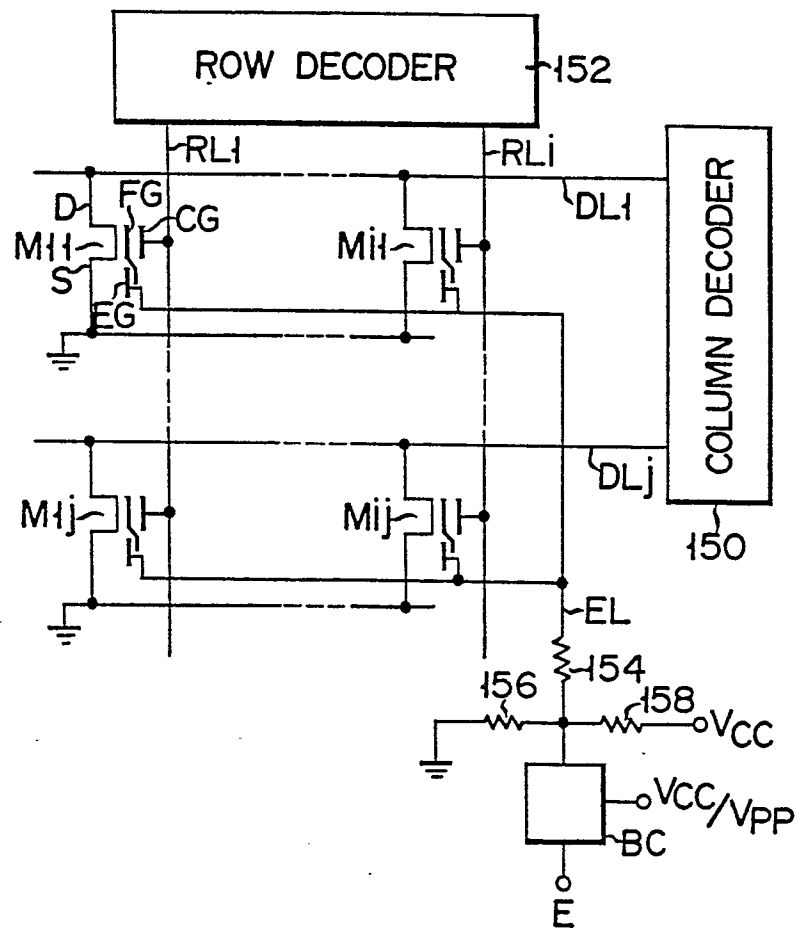 ROW DECODER
152
RL1
RLi
D
FG
CG
DL1
M11
Mi1
S
EG
COLUMN DECODER
M1j
Mij
DLj
150
EL
154
156
158
VCC
VCC/VPP
BC
E